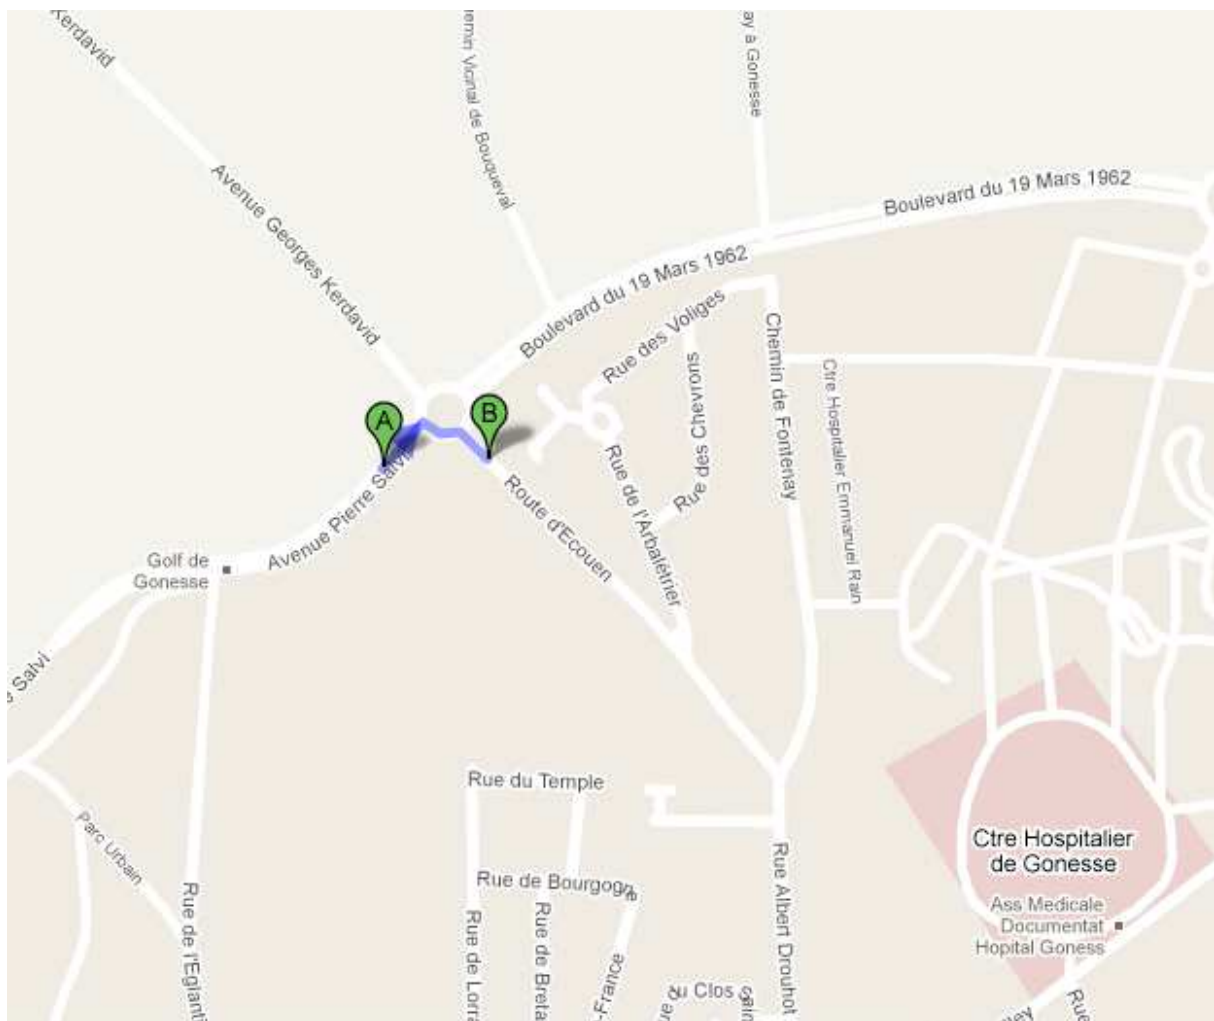 Kerdavid
emin Vicinal de Bouqueval
ay à Gonesse
Avenue Georges Kerdavid
Boulevard du 19 Mars 1962
Boulevard du 19 Mars 1962
Rue des Voliges
Rue des Chevrons
Chemin de Fontenay
Ctre Hospitalier Emmanuel Rain
A
B
Avenue Pierre Salvi
Route d'Ecouen
Rue de l'Arbalétrier
Golf de
Gonesse
Salvi
Parc Urbain
Rue de l'Eglanti
Rue du Temple
Rue de Bourgogne
Rue de Lorra
Rue de Breta
-France
Rue Albert Drouhot
Ctre Hospitalier
de Gonesse
Ass Medicale
Documentat
Hopital Goness
au Clos
ley
Rue